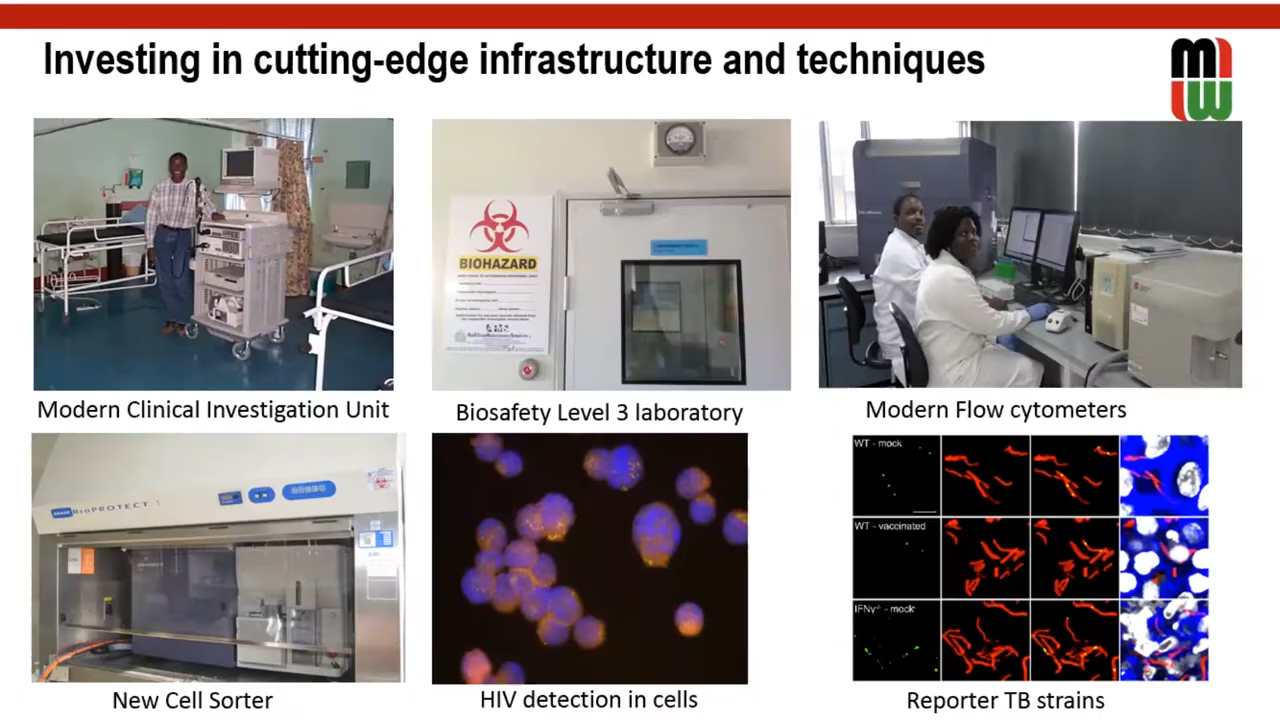 Investing in cutting-edge infrastructure and techniques
Modern Clinical Investigation Unit
BIOHAZARD
Biosafety Level 3 laboratory
Modern Flow cytometers
BioPROTECT
New Cell Sorter
HIV detection in cells
WT - mock
WT - vaccinated
IFNγ-/- - mock
Reporter TB strains